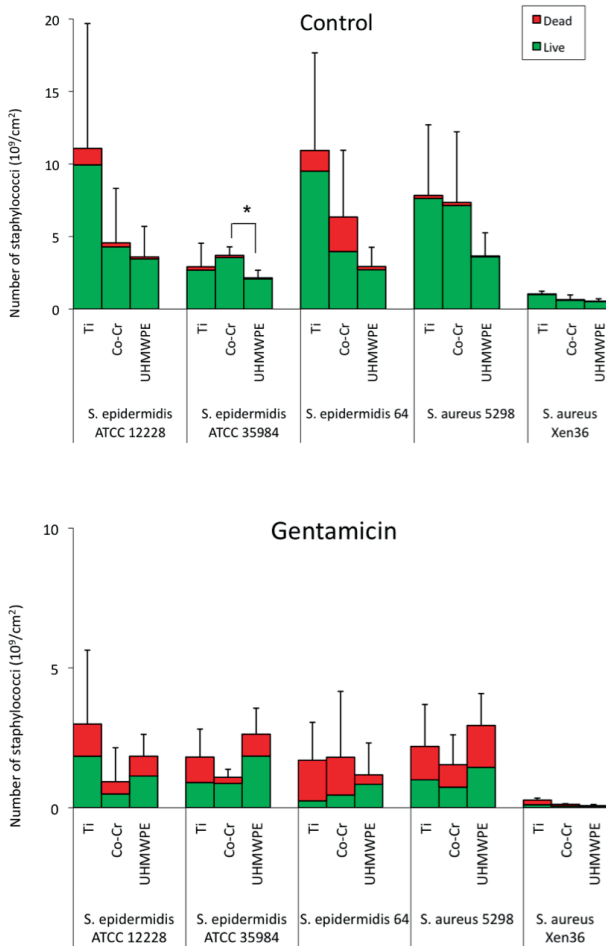 Control
Dead
Live
Number of staphylococci (10⁹/cm²)
20
15
10
5
0
Ti
Co-Cr
UHMWPE
Ti
Co-Cr
UHMWPE
Ti
Co-Cr
UHMWPE
Ti
Co-Cr
UHMWPE
Ti
Co-Cr
UHMWPE
*
S. epidermidis
ATCC 12228
S. epidermidis
ATCC 35984
S. epidermidis 64
S. aureus 5298
S. aureus
Xen36
Gentamicin
Number of staphylococci (10⁹/cm²)
10
5
0
Ti
Co-Cr
UHMWPE
Ti
Co-Cr
UHMWPE
Ti
Co-Cr
UHMWPE
Ti
Co-Cr
UHMWPE
Ti
Co-Cr
UHMWPE
S. epidermidis
ATCC 12228
S. epidermidis
ATCC 35984
S. epidermidis 64
S. aureus 5298
S. aureus
Xen36